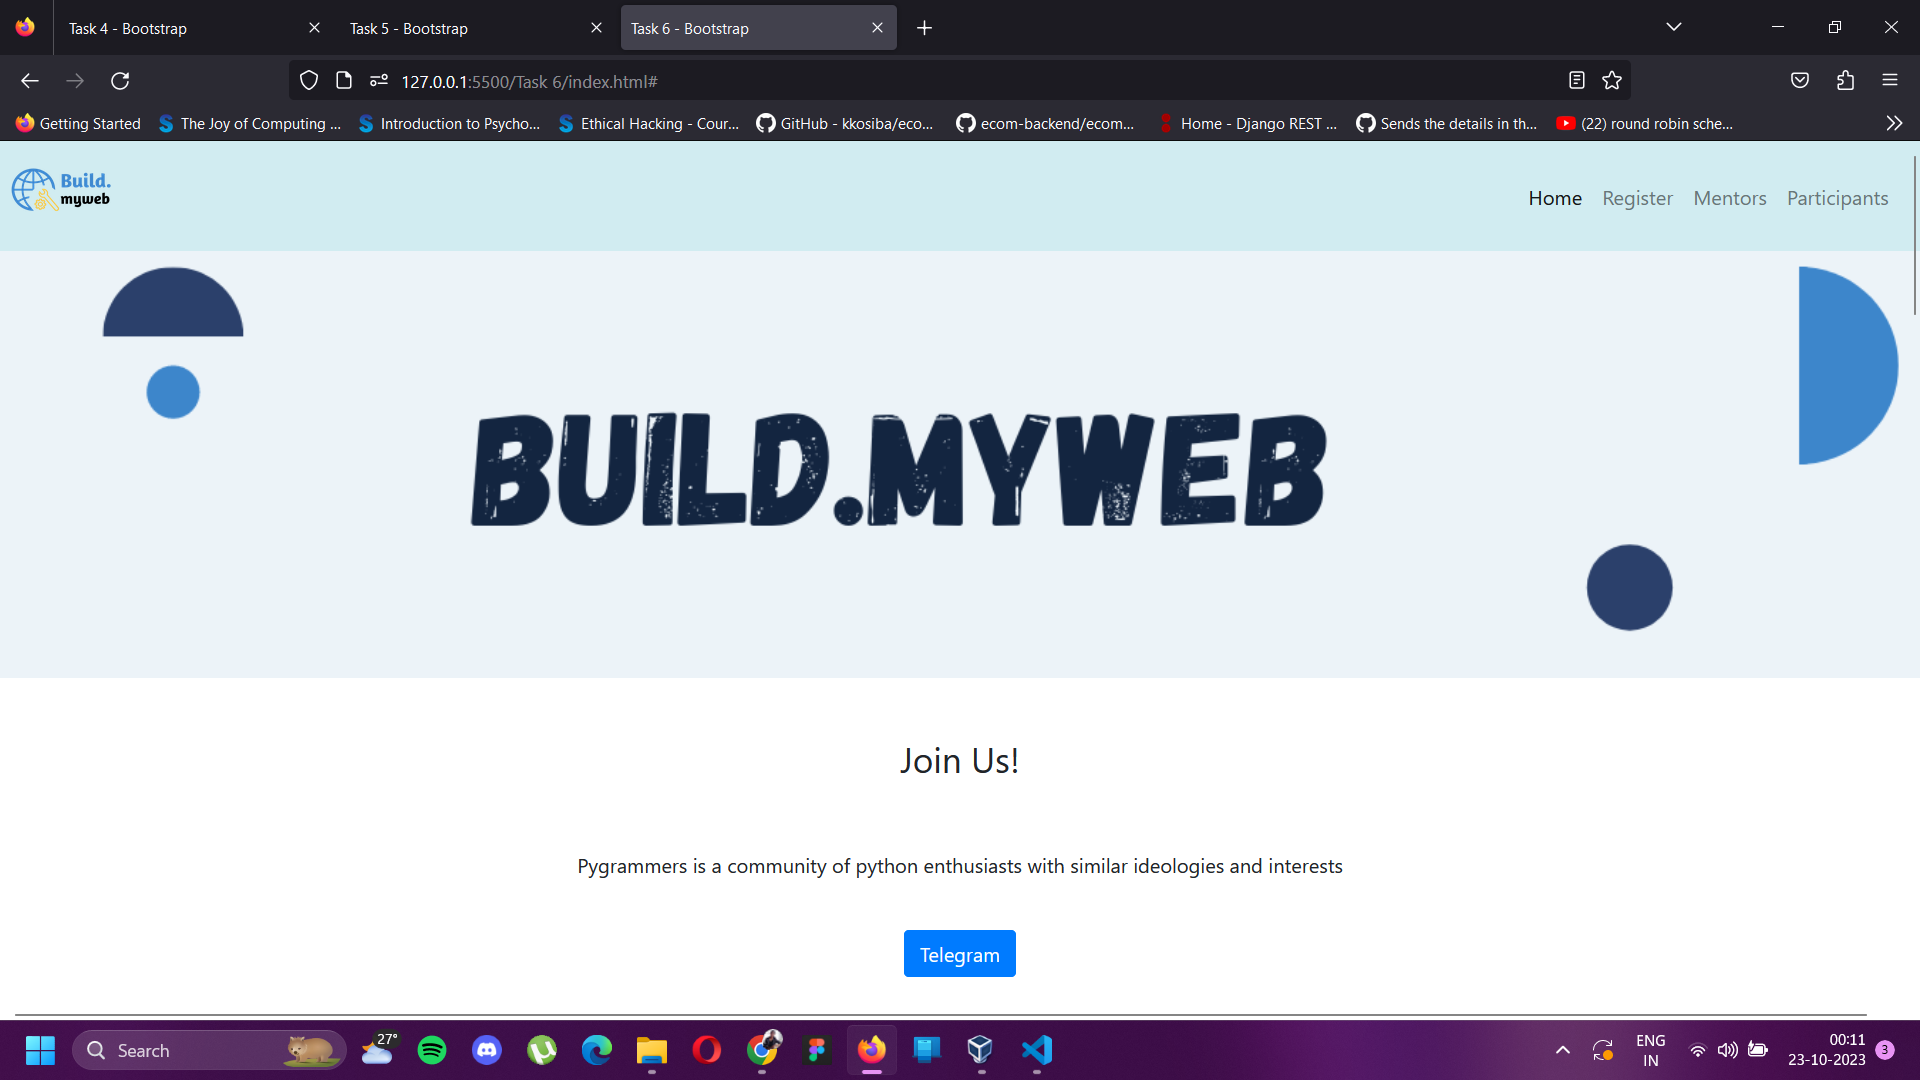 Task 4 - Bootstrap
Task 5 - Bootstrap
Task 6 - Bootstrap
127.0.0.1:5500/Task 6/index.html#
Getting Started
The Joy of Computing ...
Introduction to Psycho...
Ethical Hacking - Cour...
GitHub - kkosiba/eco...
ecom-backend/ecom...
Home - Django REST ...
Sends the details in th...
(22) round robin sche...
Build.
myweb
Home
Register
Mentors
Participants
BUILD.MYWEB
Join Us!
Pygrammers is a community of python enthusiasts with similar ideologies and interests
Telegram
Search
27°
ENG
IN
00:11
23-10-2023
3